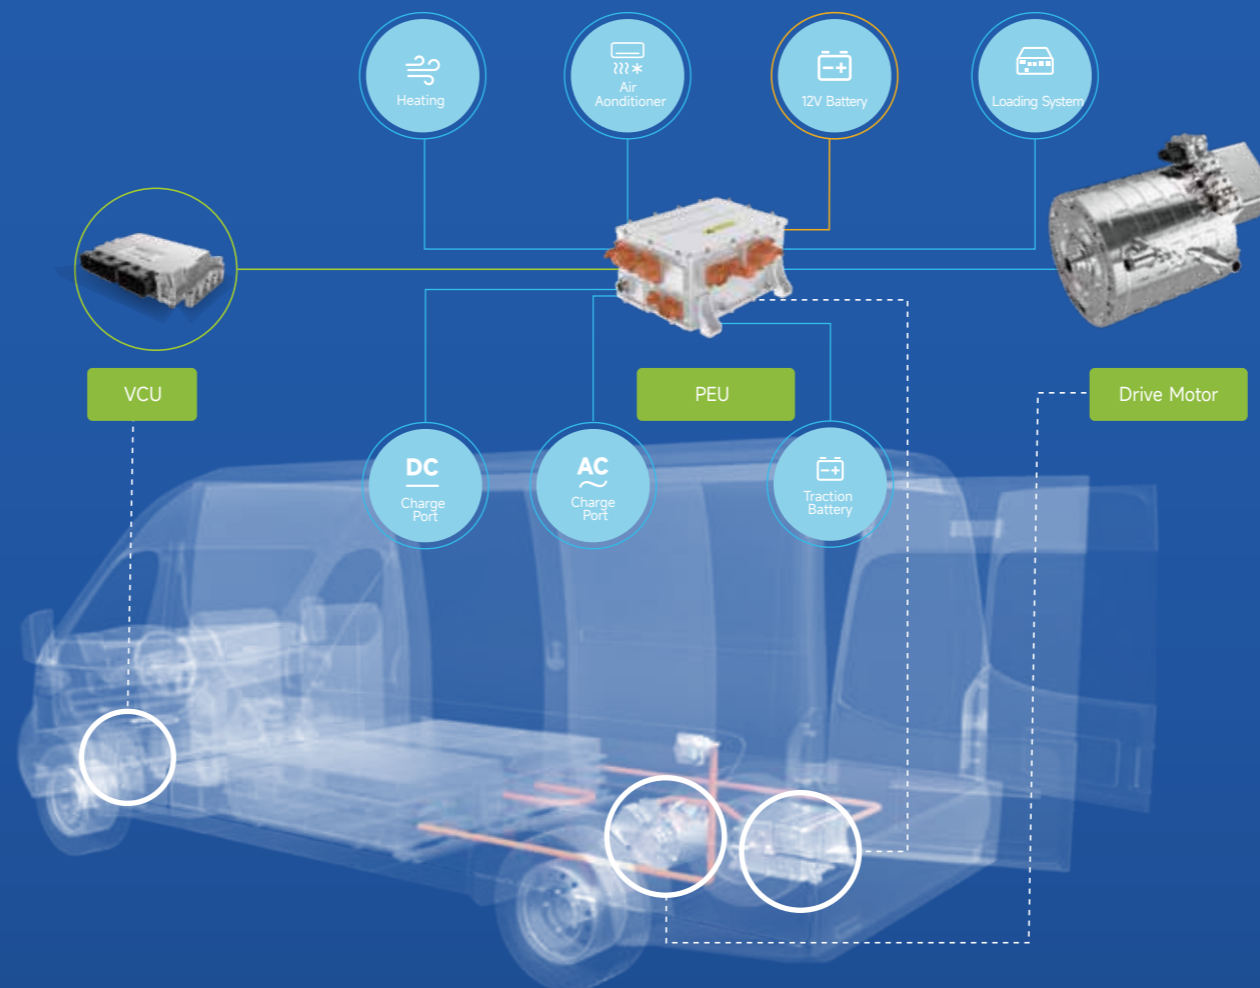 Heating
Air
Aonditioner
12V Battery
Loading System
VCU
PEU
Drive Motor
DC
Charge
Port
AC
Charge
Port
Traction
Battery